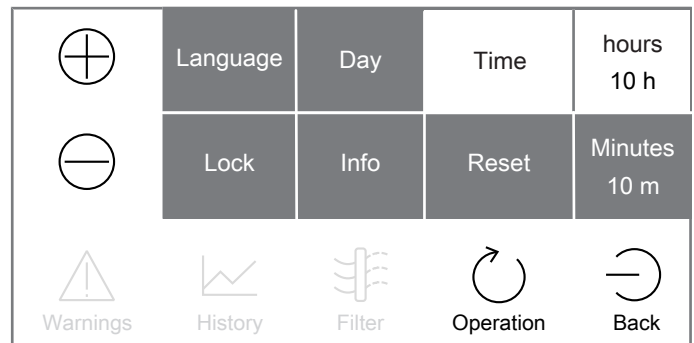 Language
Day
Time
hours
10 h
Lock
Info
Reset
Minutes
10 m
Warnings
History
Filter
Operation
Back